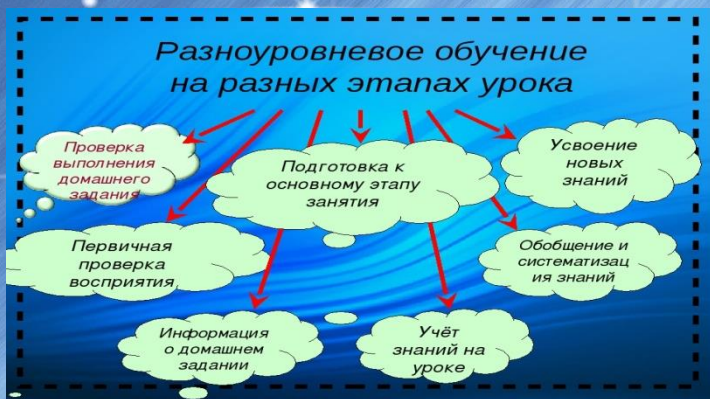 Разноуровневое обучение
на разных этапах урока
Проверка
выполнения
домашнего
задания
Подготовка к
основному этапу
занятия
Усвоение
новых
знаний
Первичная
проверка
восприятия
Обобщение и
систематизац
ия знаний
Информация
о домашнем
задании
Учёт
знаний на
уроке